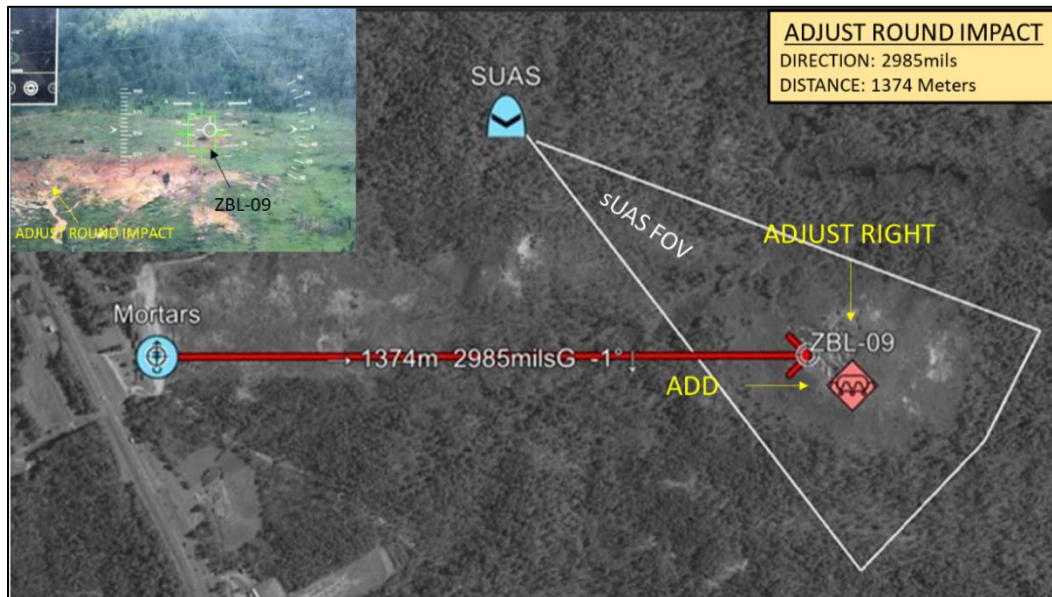 ADJUST ROUND IMPACT
DIRECTION: 2985mils
DISTANCE: 1374 Meters
SUAS
ZBL-09
ADJUST ROUND IMPACT
sUAS FOV
ADJUST RIGHT
Mortars
1374m 2985milsG -1°
ZBL-09
ADD